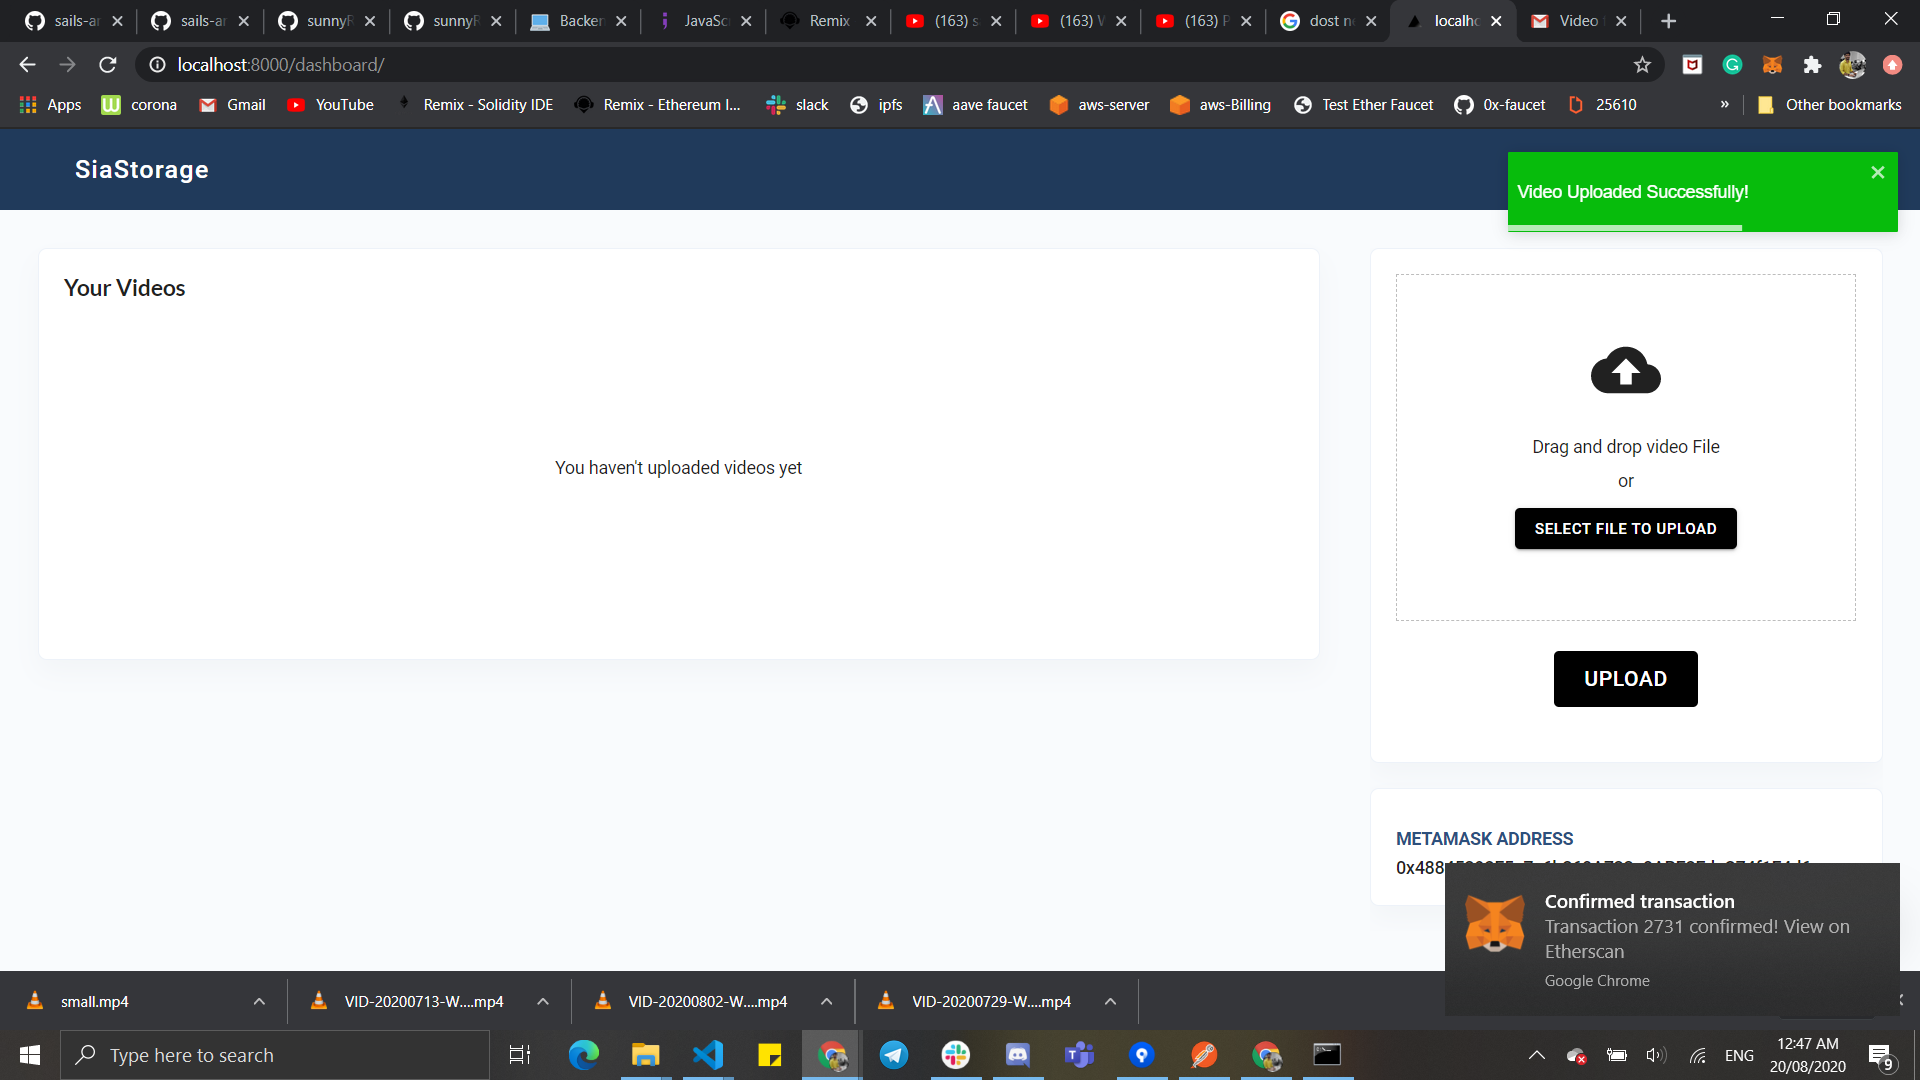 sails-ar
sails-ar
sunnyR
sunnyR
Backen
JavaSc
Remix
(163) s
(163) V
(163) P
dost n
localho
Video
localhost:8000/dashboard/
Apps
corona
Gmail
YouTube
Remix - Solidity IDE
Remix - Ethereum I...
slack
ipfs
aave faucet
aws-server
aws-Billing
Test Ether Faucet
0x-faucet
25610
»
Other bookmarks
SiaStorage
Video Uploaded Successfully!
Your Videos
You haven't uploaded videos yet
Drag and drop video File
or
SELECT FILE TO UPLOAD
UPLOAD
METAMASK ADDRESS
Confirmed transaction
Transaction 2731 confirmed! View on
Etherscan
Google Chrome
small.mp4
VID-20200713-W....mp4
VID-20200802-W....mp4
VID-20200729-W....mp4
Type here to search
ENG
12:47 AM
20/08/2020
9